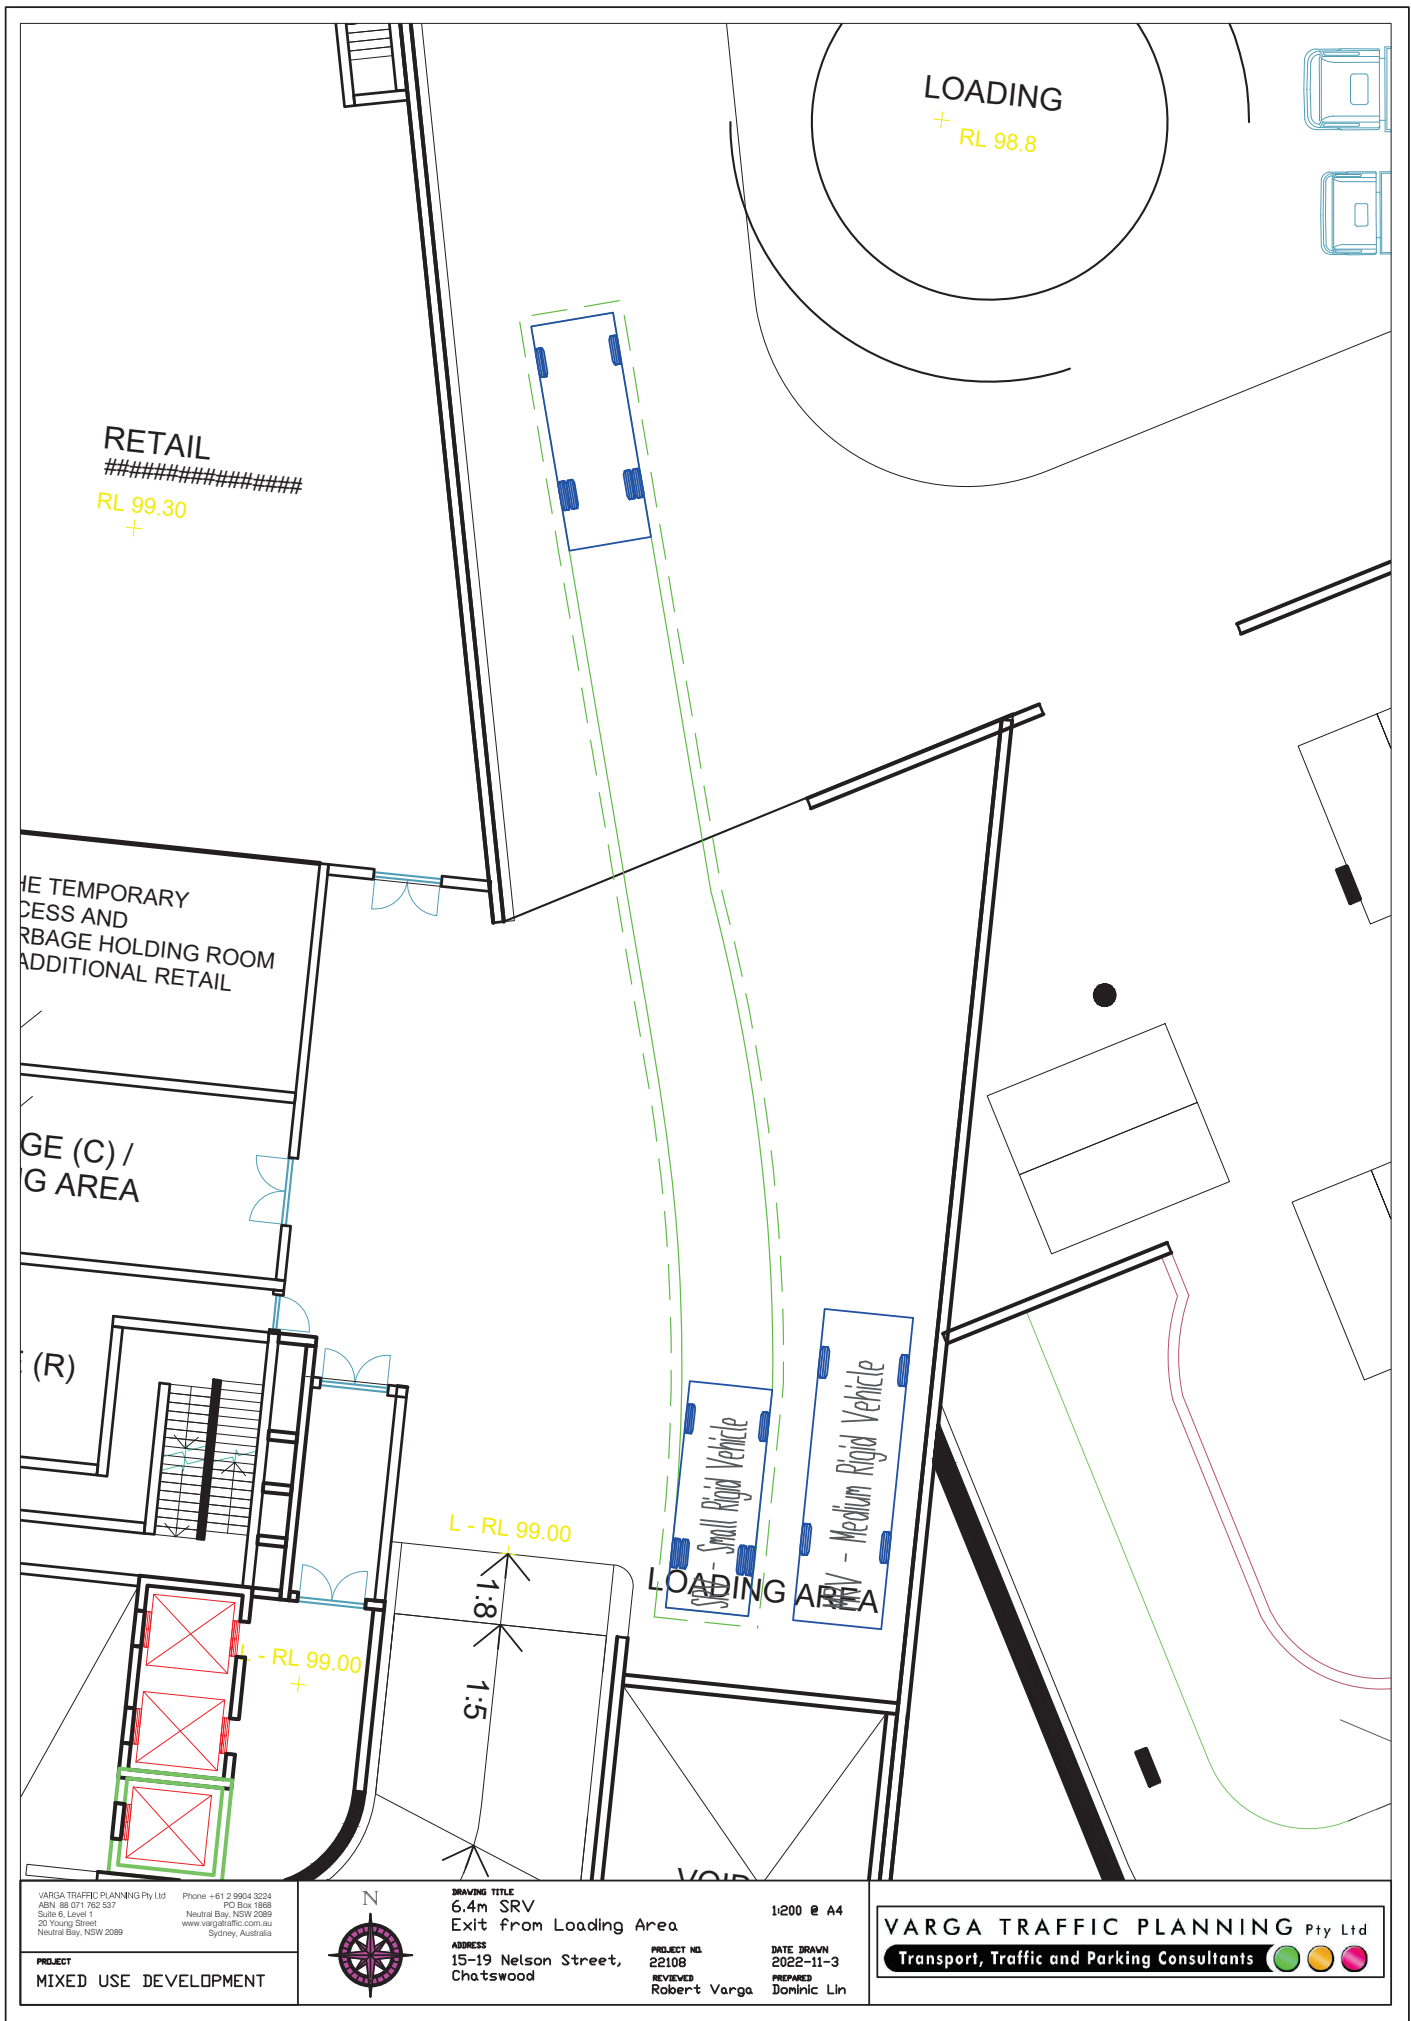 LOADING
RL 98.8
RETAIL
################
RL 99.30
HE TEMPORARY
CESS AND
RBAGE HOLDING ROOM
ADDITIONAL RETAIL
GE (C) /
G AREA
(R)
L - RL 99.00
1:8
1:5
- RL 99.00
SRV - Small Rigid Vehicle
MRV - Medium Rigid Vehicle
LOADING AREA
VOID
VARGA TRAFFIC PLANNING Pty Ltd
ABN 88 071 762 537
Suite 6, Level 1
20 Young Street
Neutral Bay, NSW 2089
Phone +61 2 9904 3224
PO Box 1868
Neutral Bay, NSW 2089
www.vargatraffic.com.au
Sydney, Australia
PROJECT
MIXED USE DEVELOPMENT
N
DRAWING TITLE
6.4m SRV
Exit from Loading Area
1:200 @ A4
ADDRESS
15-19 Nelson Street,
Chatswood
PROJECT NO.
22108
DATE DRAWN
2022-11-3
REVIEWED
Robert Varga
PREPARED
Dominic Lin
VARGA TRAFFIC PLANNING Pty Ltd
Transport, Traffic and Parking Consultants